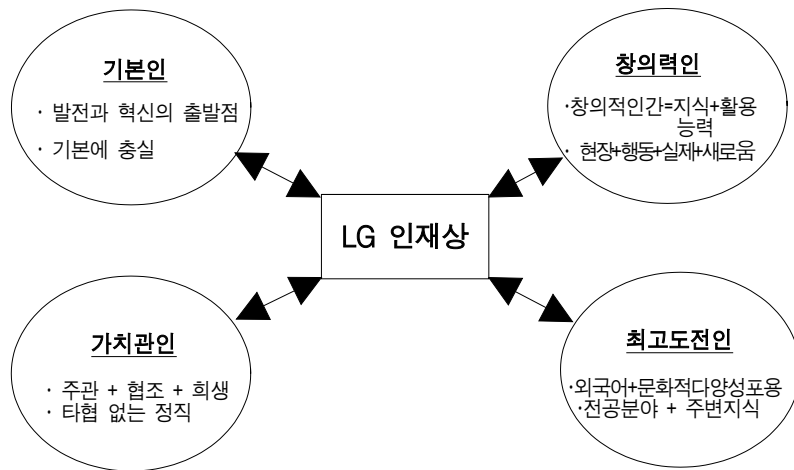 기본인
· 발전과 혁신의 출발점
· 기본에 충실
창의력인
·창의적인간=지식+활용
능력
· 현장+행동+실제+새로움
LG 인재상
가치관인
· 주관 + 협조 + 희생
· 타협 없는 정직
최고도전인
·외국어+문화적다양성포용
·전공분야 + 주변지식